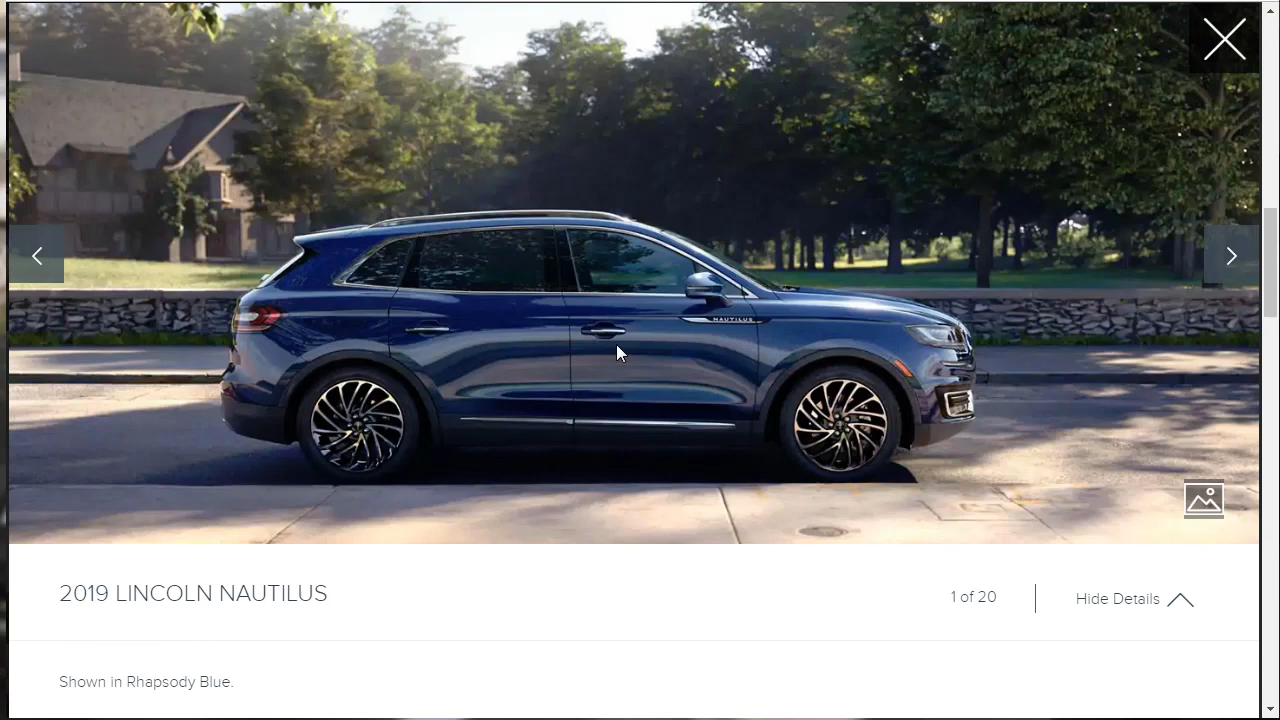 NAUTILUS
2019 LINCOLN NAUTILUS
1 of 20
Hide Details
Shown in Rhapsody Blue.